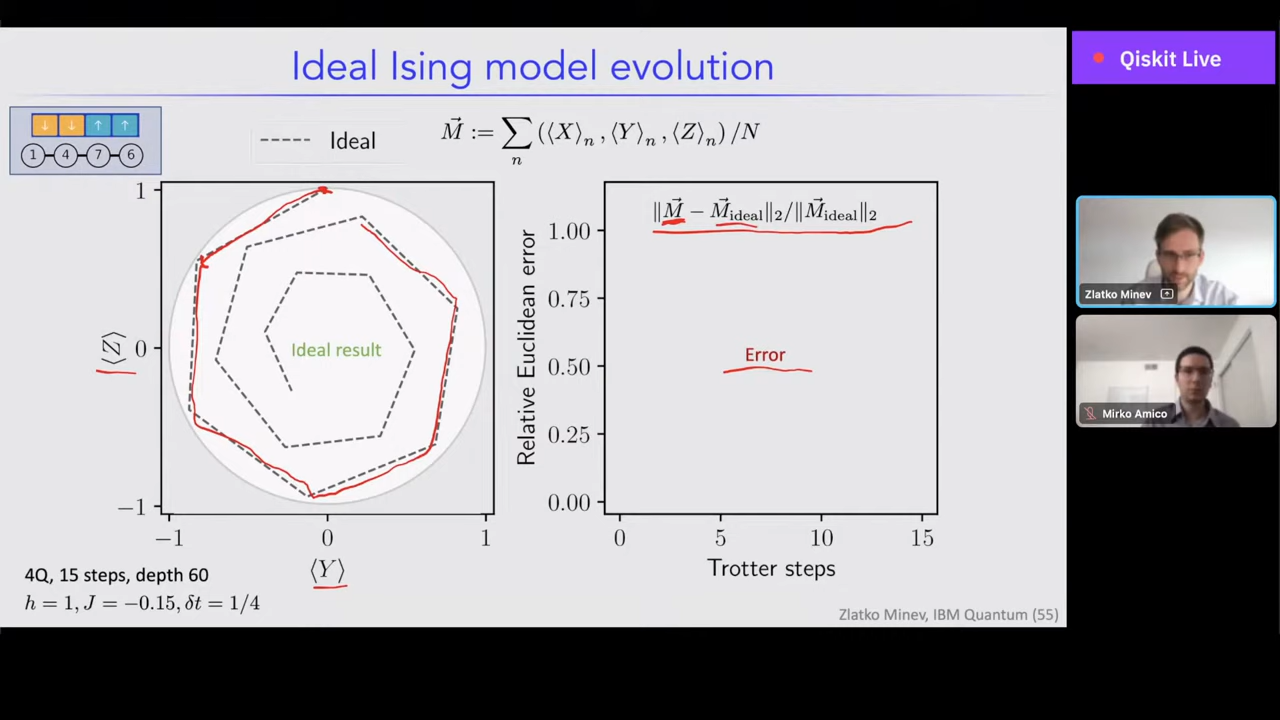 Ideal Ising model evolution
Qiskit Live
↓ ↓ ↑ ↑
1 4 7 6
Ideal
M⃗ := ∑ₙ (⟨X⟩ₙ , ⟨Y⟩ₙ , ⟨Z⟩ₙ) /N
1
0
−1
⟨Z⟩
Ideal result
−1 0 1
⟨Y⟩
‖M⃗ − M⃗ideal‖₂/‖M⃗ideal‖₂
1.00
0.75
0.50
0.25
0.00
Relative Euclidean error
Error
0 5 10 15
Trotter steps
4Q, 15 steps, depth 60
h = 1, J = −0.15, δt = 1/4
Zlatko Minev, IBM Quantum (55)
Zlatko Minev
Mirko Amico